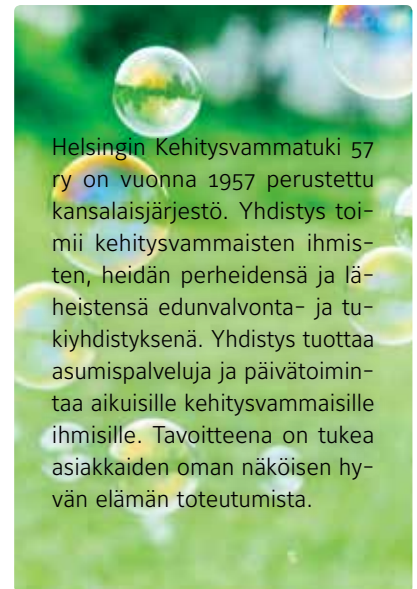 Helsingin Kehitysvammatuki 57
ry on vuonna 1957 perustettu
kansalaisjärjestö. Yhdistys toi-
mii kehitysvammaisten ihmis-
ten, heidän perheidensä ja lä-
heistensä edunvalvonta- ja tu-
kiyhdistyksenä. Yhdistys tuottaa
asumispalveluja ja päivätoimin-
taa aikuisille kehitysvammaisille
ihmisille. Tavoitteena on tukea
asiakkaiden oman näköisen hy-
vän elämän toteutumista.